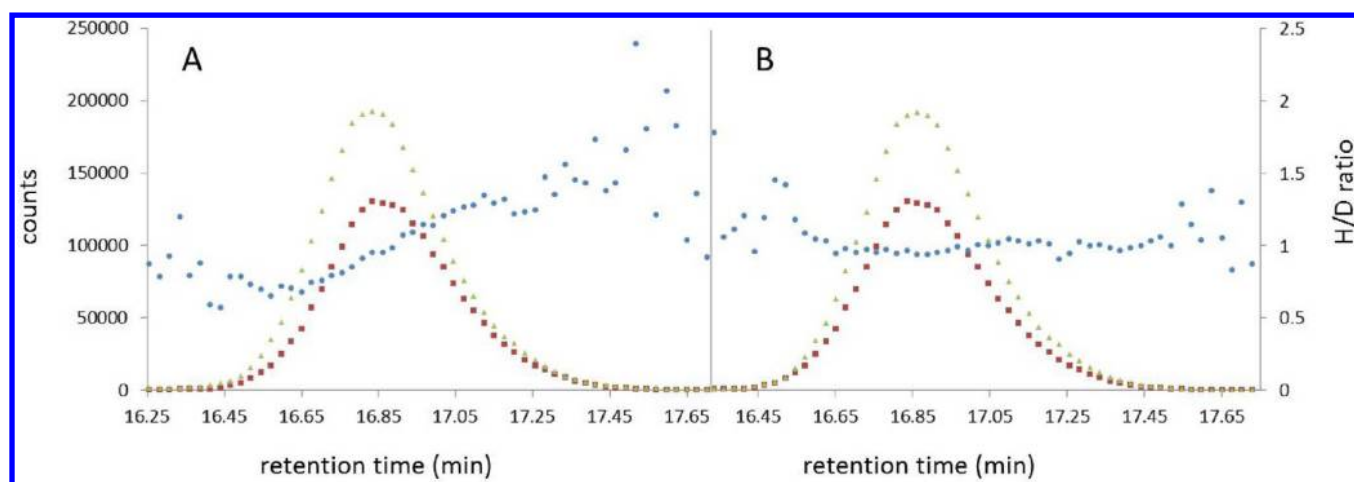 A
B
250000
200000
150000
100000
50000
0
counts
2.5
2
1.5
1
0.5
0
H/D ratio
16.25 16.45 16.65 16.85 17.05 17.25 17.45 17.65 16.45 16.65 16.85 17.05 17.25 17.45 17.65
retention time (min) retention time (min)